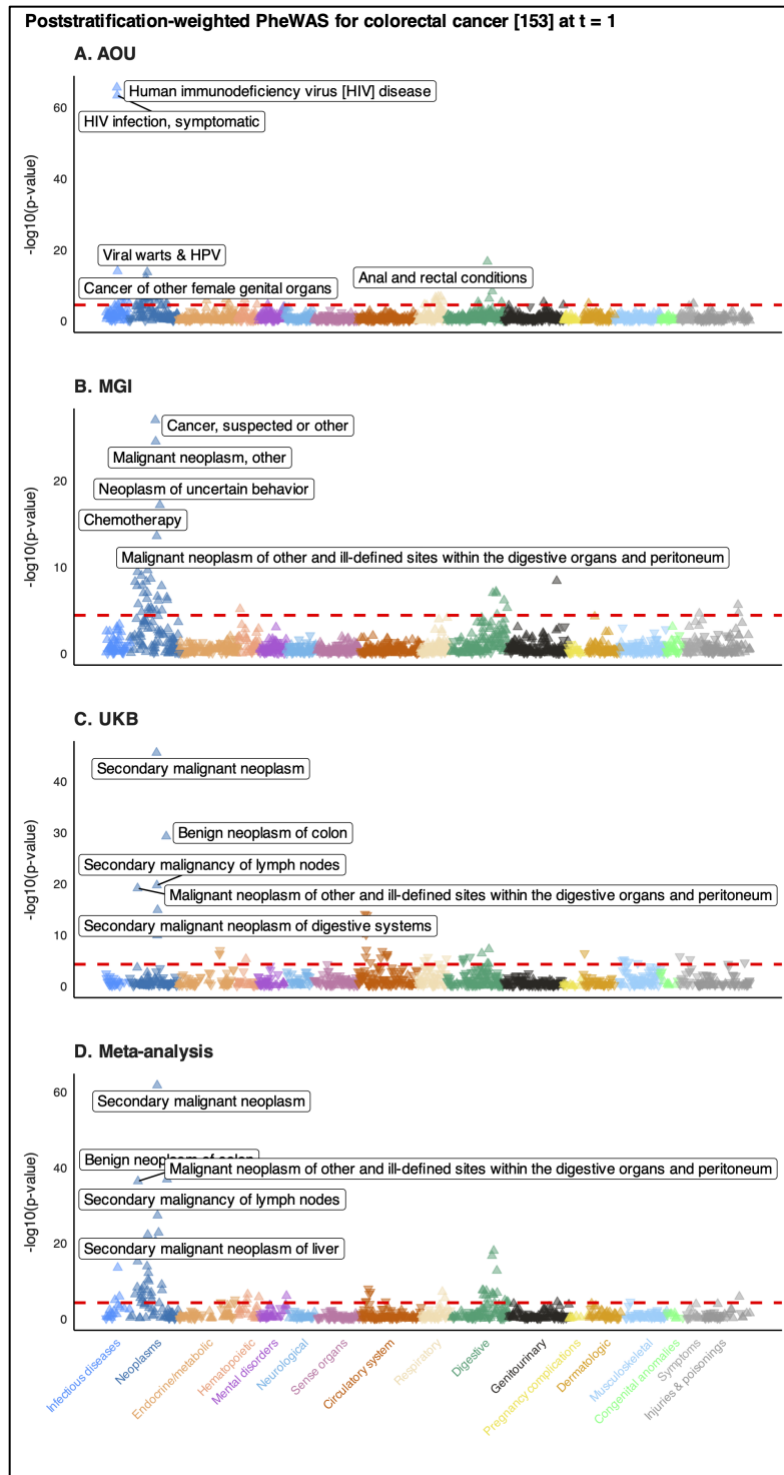 Poststratification-weighted PheWAS for colorectal cancer [153] at t = 1
A. AOU
-log10(p-value)
60
40
20
0
Human immunodeficiency virus [HIV] disease
HIV infection, symptomatic
Viral warts & HPV
Cancer of other female genital organs
Anal and rectal conditions
B. MGI
-log10(p-value)
20
10
0
Cancer, suspected or other
Malignant neoplasm, other
Neoplasm of uncertain behavior
Chemotherapy
Malignant neoplasm of other and ill-defined sites within the digestive organs and peritoneum
C. UKB
-log10(p-value)
40
30
20
10
0
Secondary malignant neoplasm
Benign neoplasm of colon
Secondary malignancy of lymph nodes
Malignant neoplasm of other and ill-defined sites within the digestive organs and peritoneum
Secondary malignant neoplasm of digestive systems
D. Meta-analysis
-log10(p-value)
60
40
20
0
Secondary malignant neoplasm
Benign neoplasm of colon
Malignant neoplasm of other and ill-defined sites within the digestive organs and peritoneum
Secondary malignancy of lymph nodes
Secondary malignant neoplasm of liver
Infectious diseases
Neoplasms
Endocrine/metabolic
Hematopoietic
Mental disorders
Neurological
Sense organs
Circulatory system
Respiratory
Digestive
Genitourinary
Pregnancy complications
Dermatologic
Musculoskeletal
Congenital anomalies
Symptoms
Injuries & poisonings